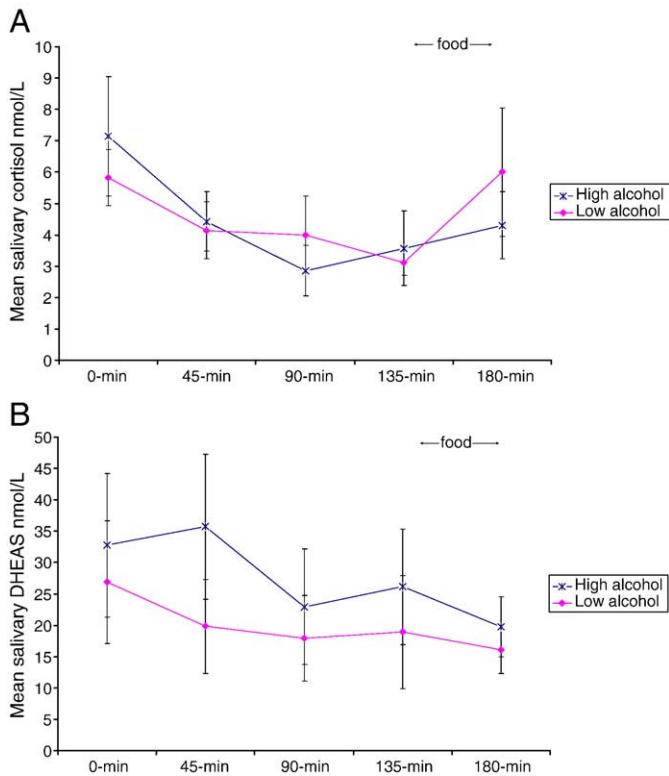 A
Mean salivary cortisol nmol/L
10
9
8
7
6
5
4
3
2
1
0
food
0-min 45-min 90-min 135-min 180-min
High alcohol
Low alcohol
B
Mean salivary DHEAS nmol/L
50
45
40
35
30
25
20
15
10
5
0
food
0-min 45-min 90-min 135-min 180-min
High alcohol
Low alcohol